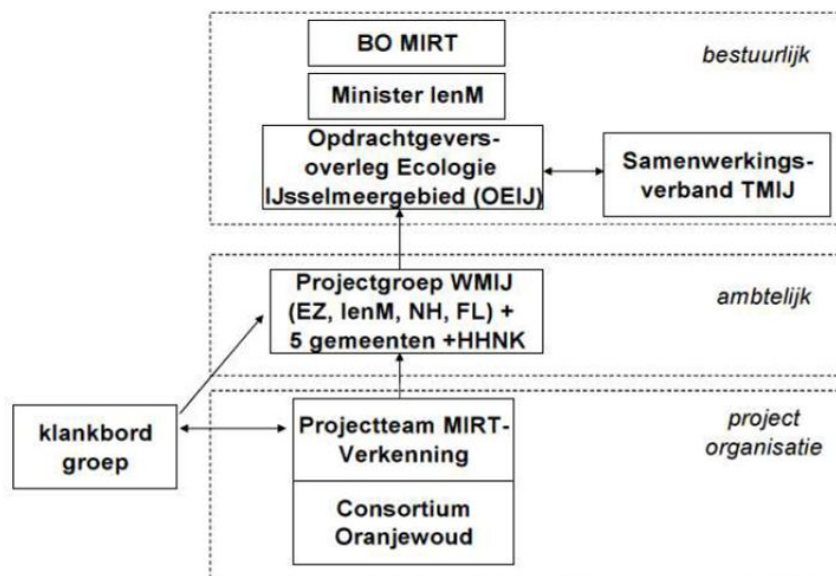 BO MIRT
bestuurlijk
Minister IenM
Opdrachtgevers-
overleg Ecologie
IJsselmeergebied (OEIJ)
Samenwerkings-
verband TMIJ
Projectgroep WMIJ
(EZ, IenM, NH, FL) +
5 gemeenten +HHNK
ambtelijk
klankbord
groep
Projectteam MIRT-
Verkenning
project
organisatie
Consortium
Oranjewoud